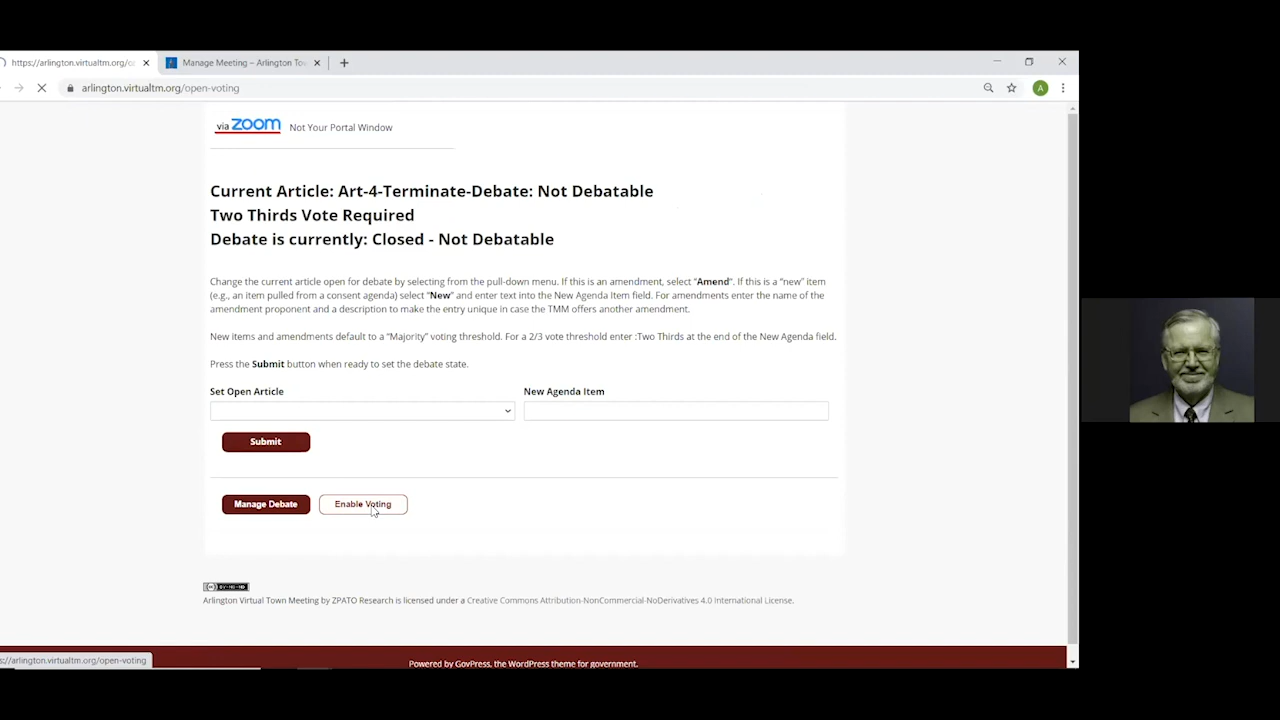 https://arlington.virtualtm.org/o
Manage Meeting – Arlington To
arlington.virtualtm.org/open-voting
A
via ZOOM Not Your Portal Window
Current Article: Art-4-Terminate-Debate: Not Debatable
Two Thirds Vote Required
Debate is currently: Closed - Not Debatable
Change the current article open for debate by selecting from the pull-down menu. If this is an amendment, select "Amend". If this is a "new" item
(e.g., an item pulled from a consent agenda) select "New" and enter text into the New Agenda Item field. For amendments enter the name of the
amendment proponent and a description to make the entry unique in case the TMM offers another amendment.
New items and amendments default to a "Majority" voting threshold. For a 2/3 vote threshold enter :Two Thirds at the end of the New Agenda field.
Press the Submit button when ready to set the debate state.
Set Open Article New Agenda Item
Submit
Manage Debate Enable Voting
Arlington Virtual Town Meeting by ZPATO Research is licensed under a Creative Commons Attribution-NonCommercial-NoDerivatives 4.0 International License.
Powered by GovPress, the WordPress theme for government.
s://arlington.virtualtm.org/open-voting